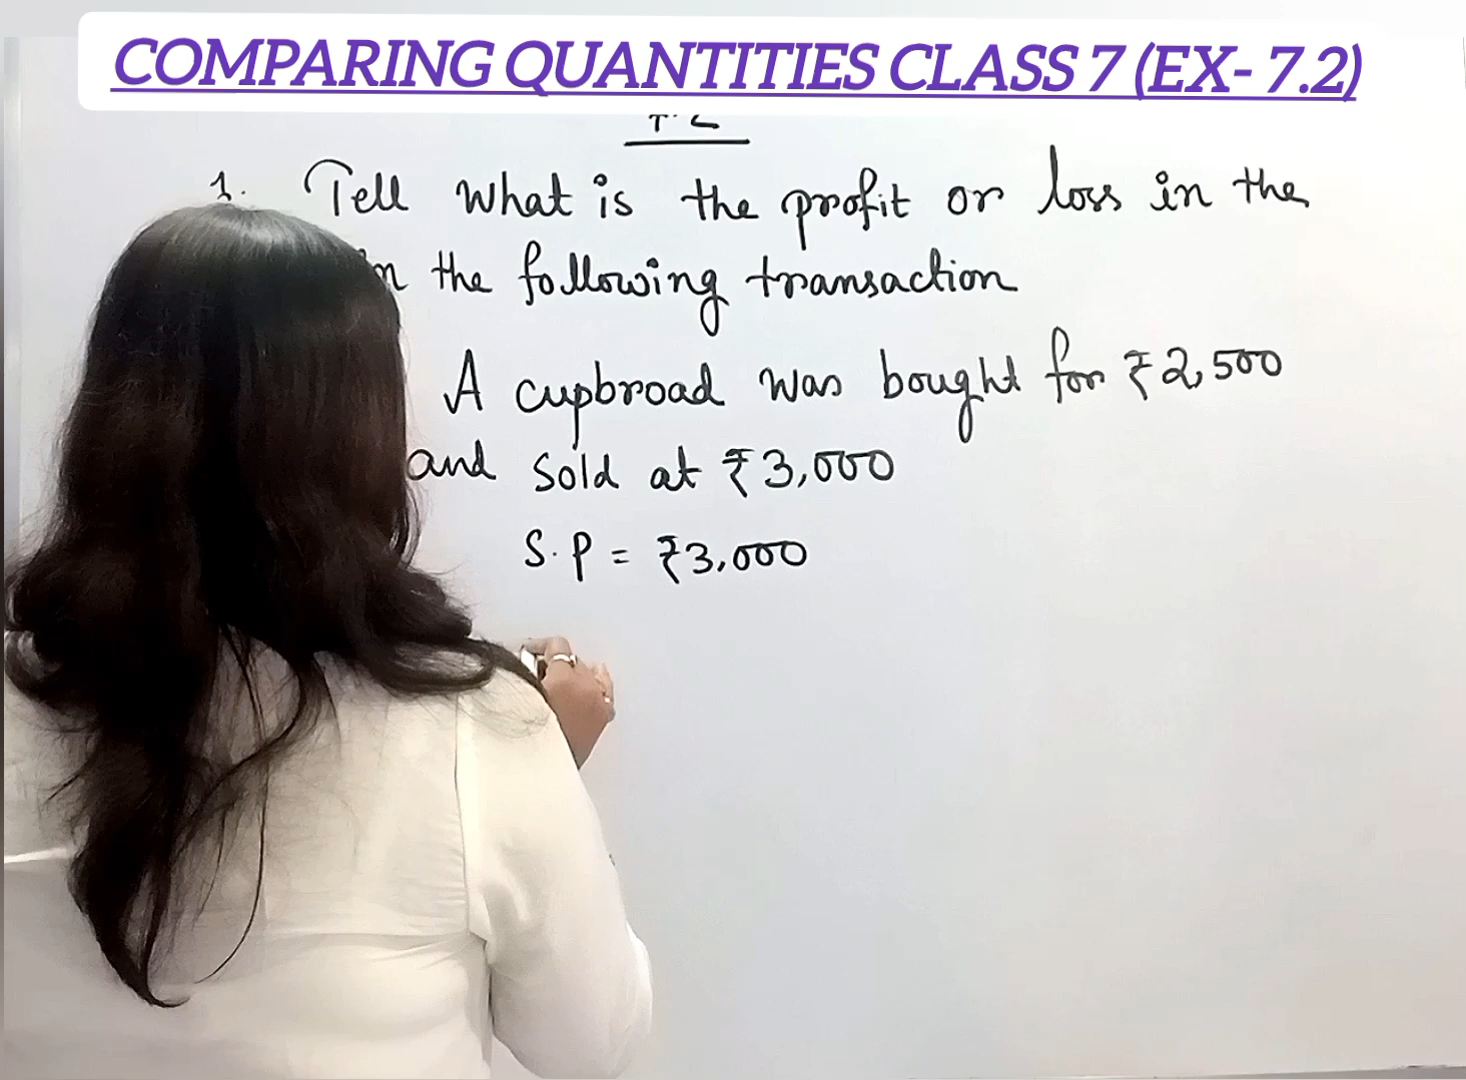 COMPARING QUANTITIES CLASS 7 (EX- 7.2)
1. Tell what is the profit or loss in the
the following transaction
A cupbroad was bought for ₹2,500
and sold at ₹3,000
S.P = ₹3,000